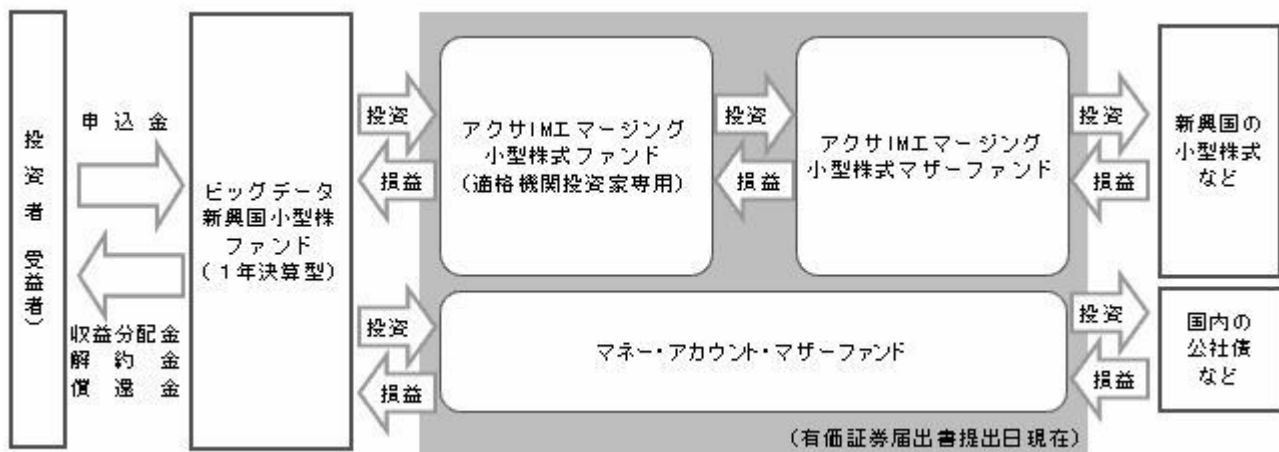 投資者 受益者)
申込金
収益分配金
解約金
償還金
ビッグデータ
新興国小型株
ファンド
(1年決算型)
投資
損益
アクサIMエマージング
小型株式ファンド
(適格機関投資家専用)
投資
損益
アクサIMエマージング
小型株式マザーファンド
投資
損益
新興国の
小型株式
など
投資
損益
マネー・アカウント・マザーファンド
投資
損益
国内の
公社債
など
(有価証券届出書提出日現在)